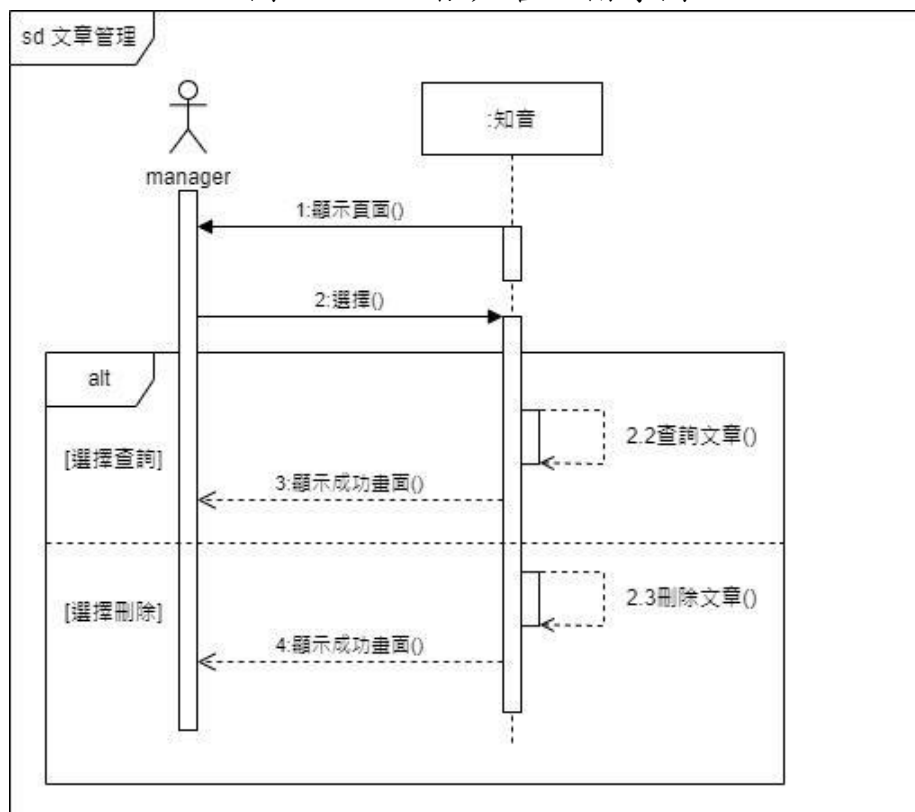 sd 文章管理
:知音
manager
1:顯示頁面()
2:選擇()
alt
2.2查詢文章()
[選擇查詢]
3:顯示成功畫面()
2.3刪除文章()
[選擇刪除]
4:顯示成功畫面()